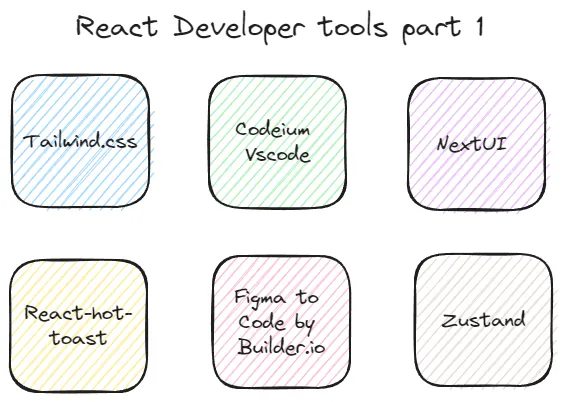 React Developer tools part 1
Tailwind.css
Codeium
Vscode
NextUI
React-hot-
toast
Figma to
Code by
Builder.io
Zustand